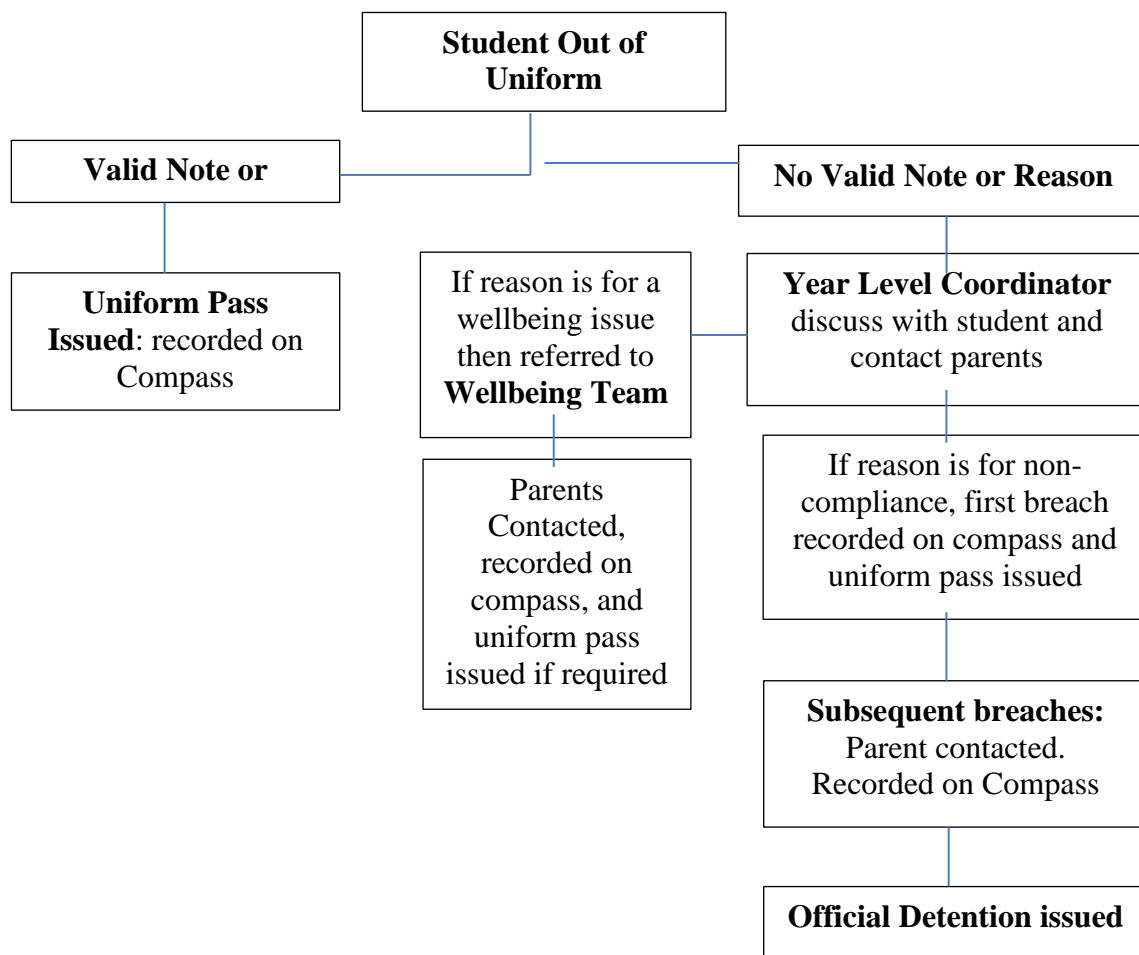 Student Out of
Uniform
Valid Note or
No Valid Note or Reason
Uniform Pass
Issued: recorded on
Compass
If reason is for a
wellbeing issue
then referred to
Wellbeing Team
Year Level Coordinator
discuss with student and
contact parents
Parents
Contacted,
recorded on
compass, and
uniform pass
issued if required
If reason is for non-
compliance, first breach
recorded on compass and
uniform pass issued
Subsequent breaches:
Parent contacted.
Recorded on Compass
Official Detention issued